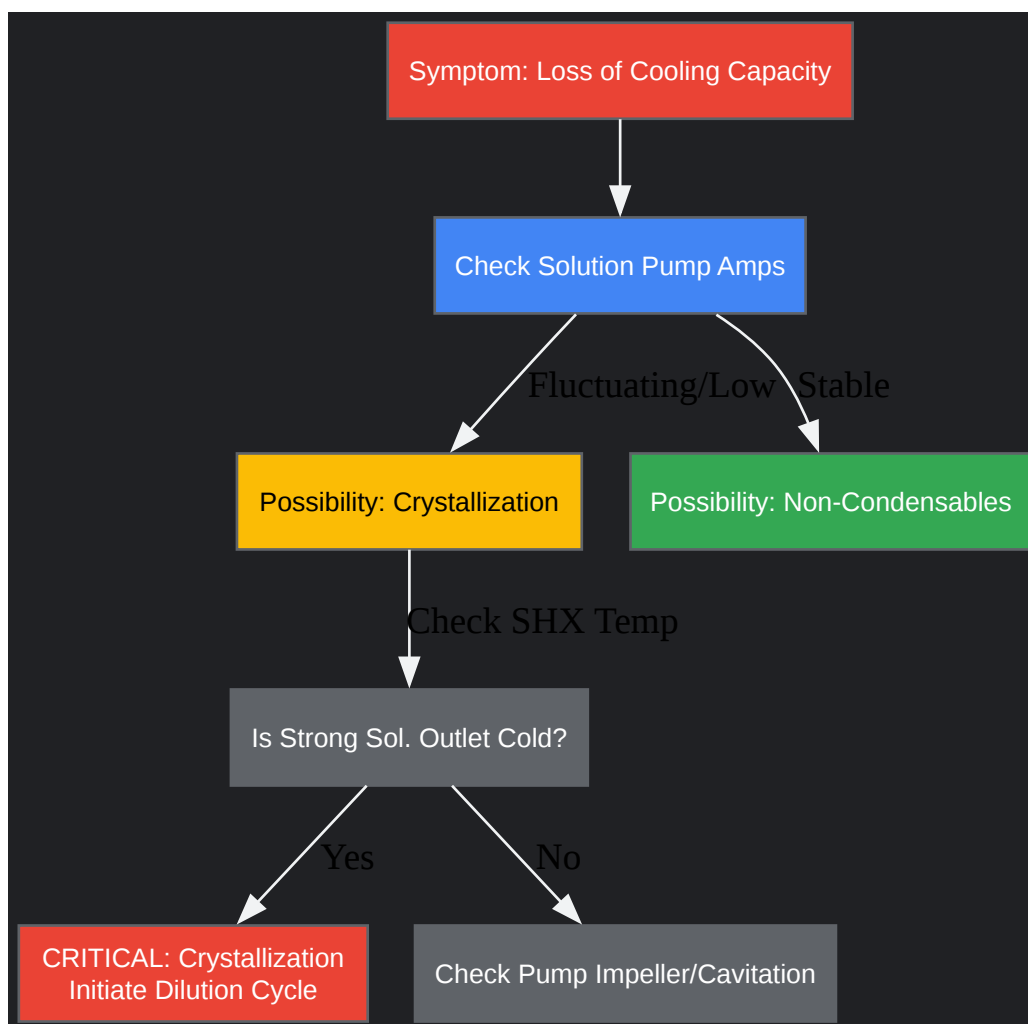 Symptom: Loss of Cooling Capacity
Check Solution Pump Amps
Fluctuating/Low
Stable
Possibility: Crystallization
Possibility: Non-Condensables
Check SHX Temp
Is Strong Sol. Outlet Cold?
Yes
No
CRITICAL: Crystallization
Initiate Dilution Cycle
Check Pump Impeller/Cavitation